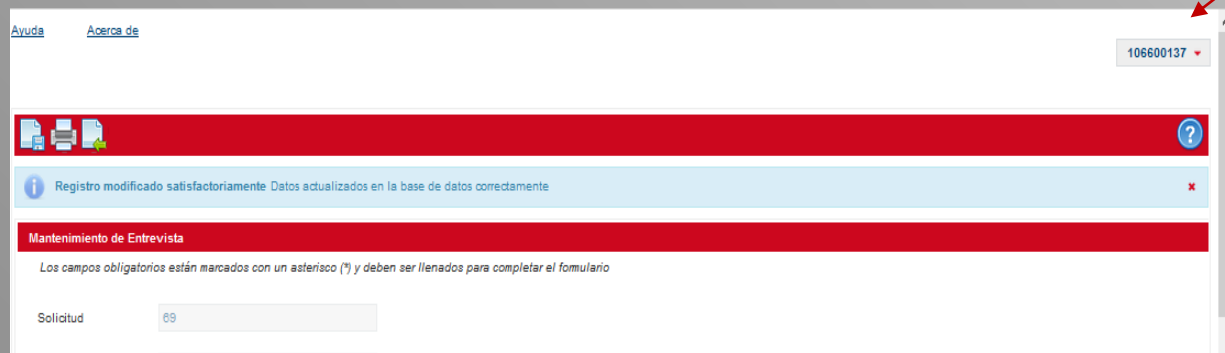 Ayuda Acerca de
106600137
Registro modificado satisfactoriamente Datos actualizados en la base de datos correctamente
Mantenimiento de Entrevista
Los campos obligatorios están marcados con un asterisco (*) y deben ser llenados para completar el formulario
Solicitud 69